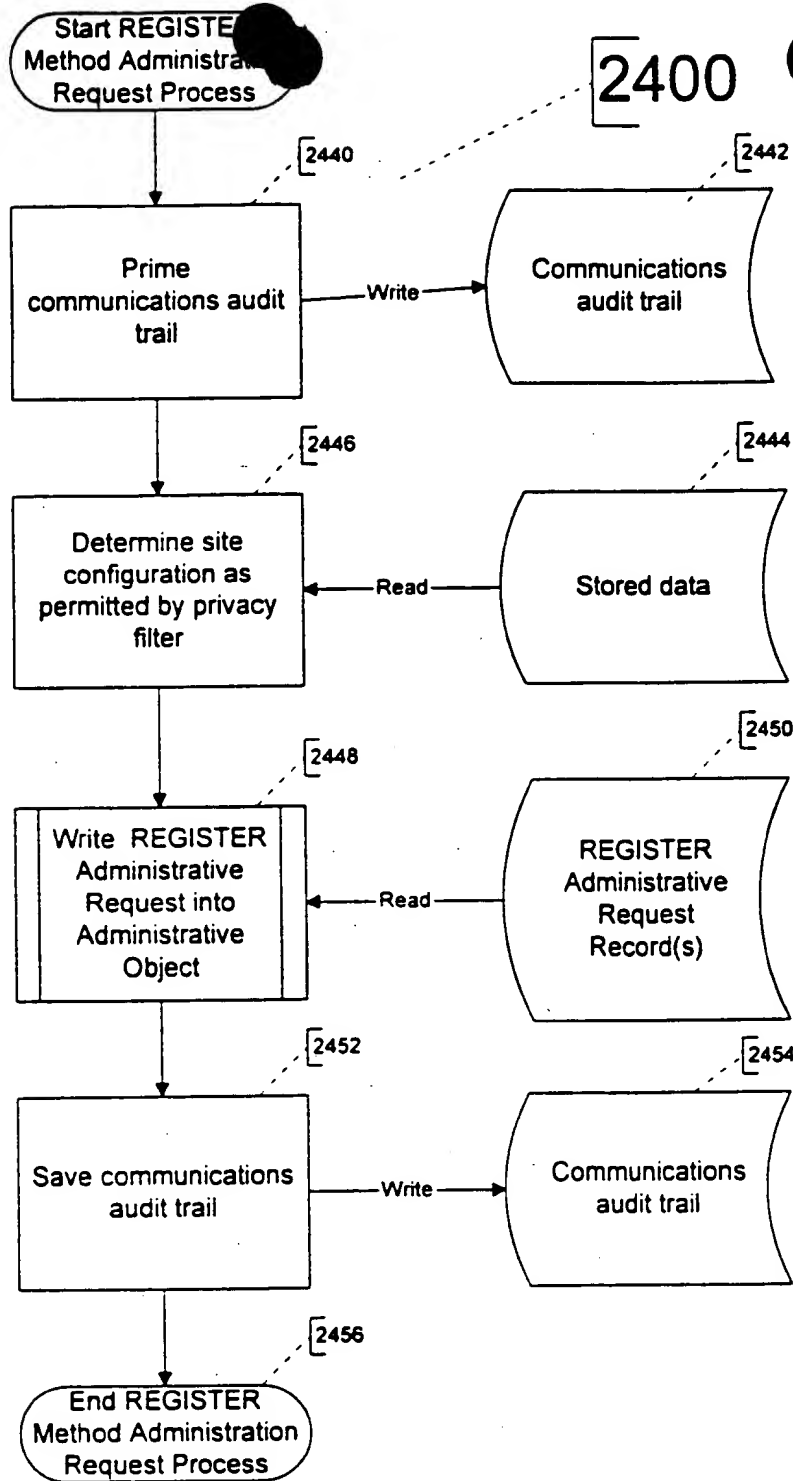 Start REGISTE
Method Administrat
Request Process
2400
2440
2442
Prime
communications audit
trail
Write
Communications
audit trail
2446
2444
Determine site
configuration as
permitted by privacy
filter
Read
Stored data
2448
2450
Write REGISTER
Administrative
Request into
Administrative
Object
Read
REGISTER
Administrative
Request
Record(s)
2452
2454
Save communications
audit trail
Write
Communications
audit trail
2456
End REGISTER
Method Administration
Request Process